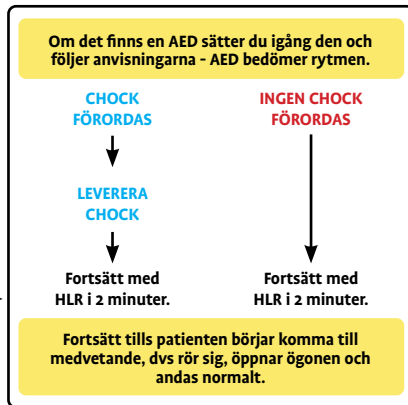 Om det finns en AED sätter du igång den och
följer anvisningarna - AED bedömer rytmen.
CHOCK
FÖRORDAS
LEVERERA
CHOCK
Fortsätt med
HLR i 2 minuter.
INGEN CHOCK
FÖRORDAS
Fortsätt med
HLR i 2 minuter.
Fortsätt tills patienten börjar komma till
medvetande, dvs rör sig, öppnar ögonen och
andas normalt.